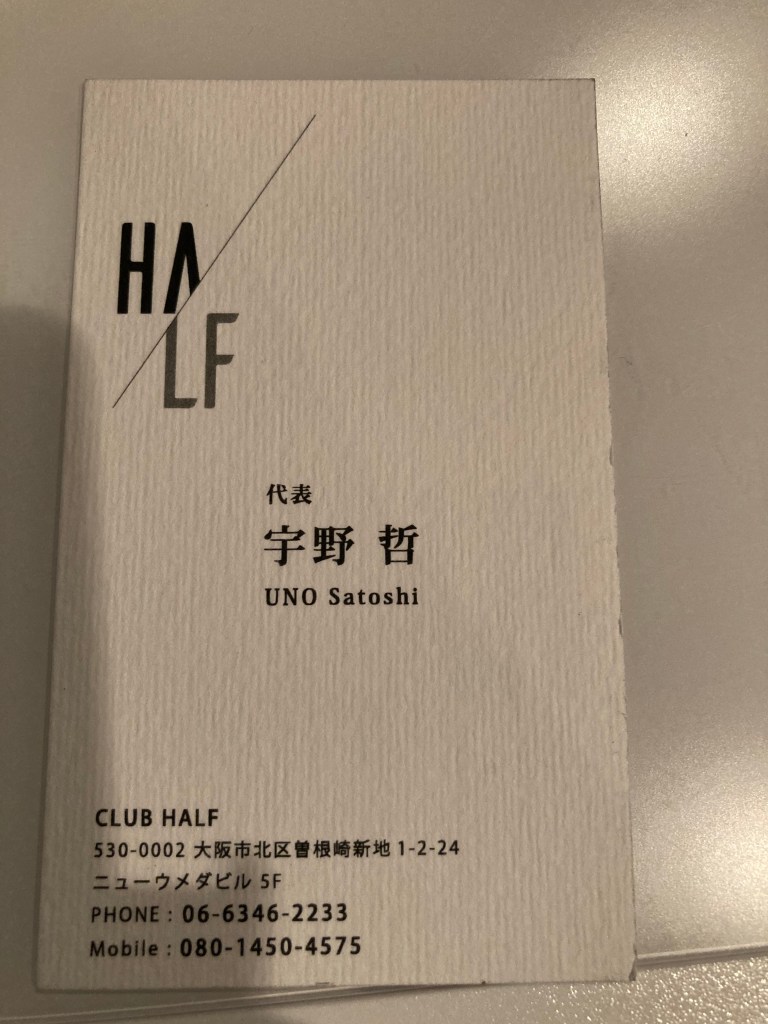 HA
LF
代表
宇野 哲
UNO Satoshi
CLUB HALF
530-0002 大阪市北区曽根崎新地 1-2-24
ニューウメダビル 5F
PHONE : 06-6346-2233
Mobile : 080-1450-4575